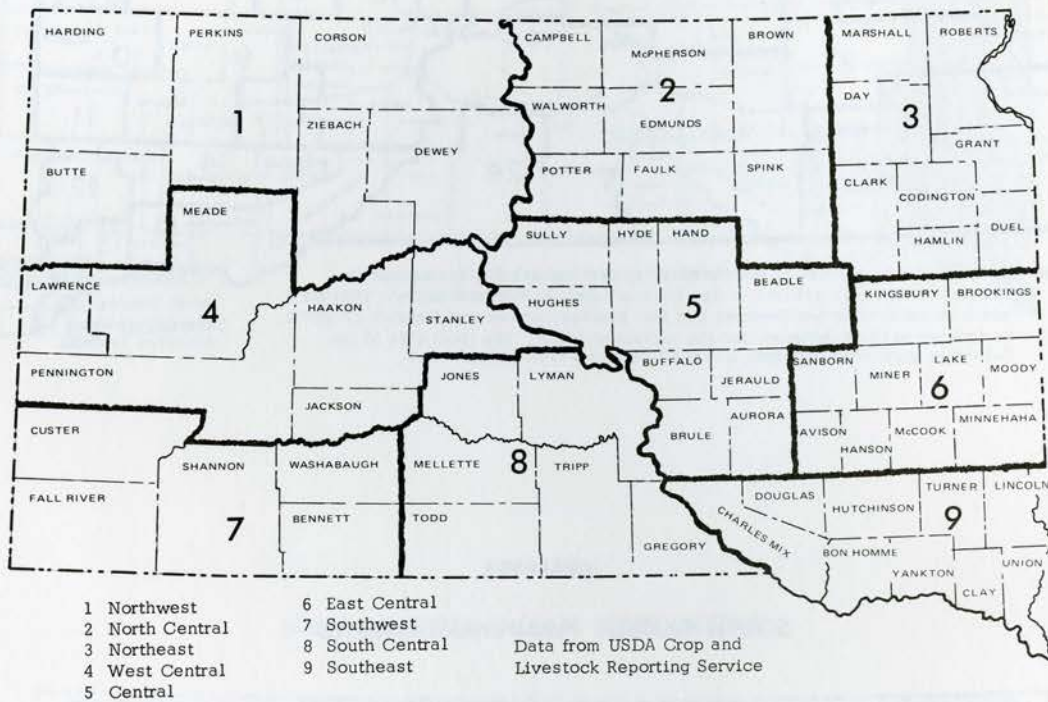 HARDING
PERKINS
CORSON
CAMPBELL
McPHERSON
BROWN
MARSHALL
ROBERTS
1
2
3
WALWORTH
DAY
ZIEBACH
EDMUNDS
DEWEY
GRANT
BUTTE
POTTER
FAULK
SPINK
CLARK
MEADE
CODINGTON
DUEL
SULLY
HYDE
HAND
HAMLIN
LAWRENCE
BEADLE
KINGSBURY
BROOKINGS
4
HAAKON
HUGHES
5
STANLEY
PENNINGTON
BUFFALO
SANBORN
LAKE
JONES
LYMAN
JERAULD
MINER
MOODY
6
JACKSON
AURORA
CUSTER
BRULE
AVISON
McCOOK
MINNEHAHA
HANSON
SHANNON
WASHABAUGH
MELLETTE
8
TRIPP
FALL RIVER
DOUGLAS
TURNER
LINCOLN
HUTCHINSON
7
9
BENNETT
TODD
GREGORY
CHARLES MIX
BON HOMME
YANKTON
CLAY
UNION
1 Northwest
2 North Central
3 Northeast
4 West Central
5 Central
6 East Central
7 Southwest
8 South Central
9 Southeast
Data from USDA Crop and
Livestock Reporting Service